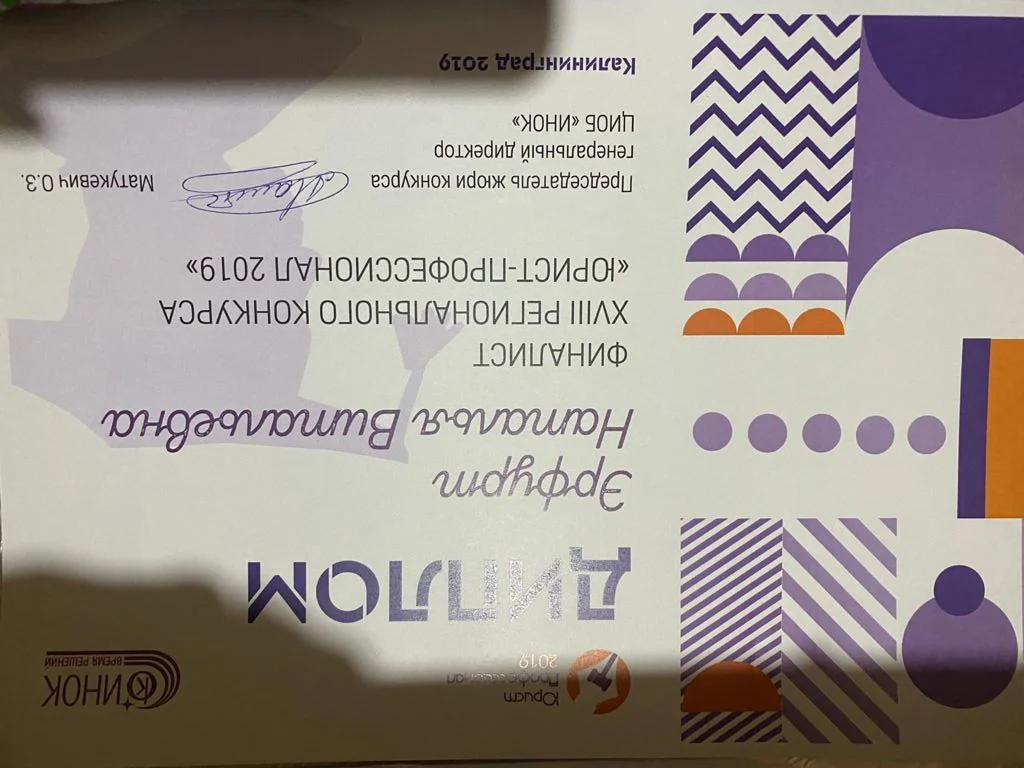 Юрист
Профессионал
2019
ИНОК
ВРЕМЯ РЕШЕНИЙ
ДИПЛОМ
Эрфурт
Наталья Витальевна
ФИНАЛИСТ
XVIII РЕГИОНАЛЬНОГО КОНКУРСА
«ЮРИСТ-ПРОФЕССИОНАЛ 2019»
Председатель жюри конкурса Матукевич О.З.
генеральный директор
ЦИОБ «ИНОК»
Калининград 2019